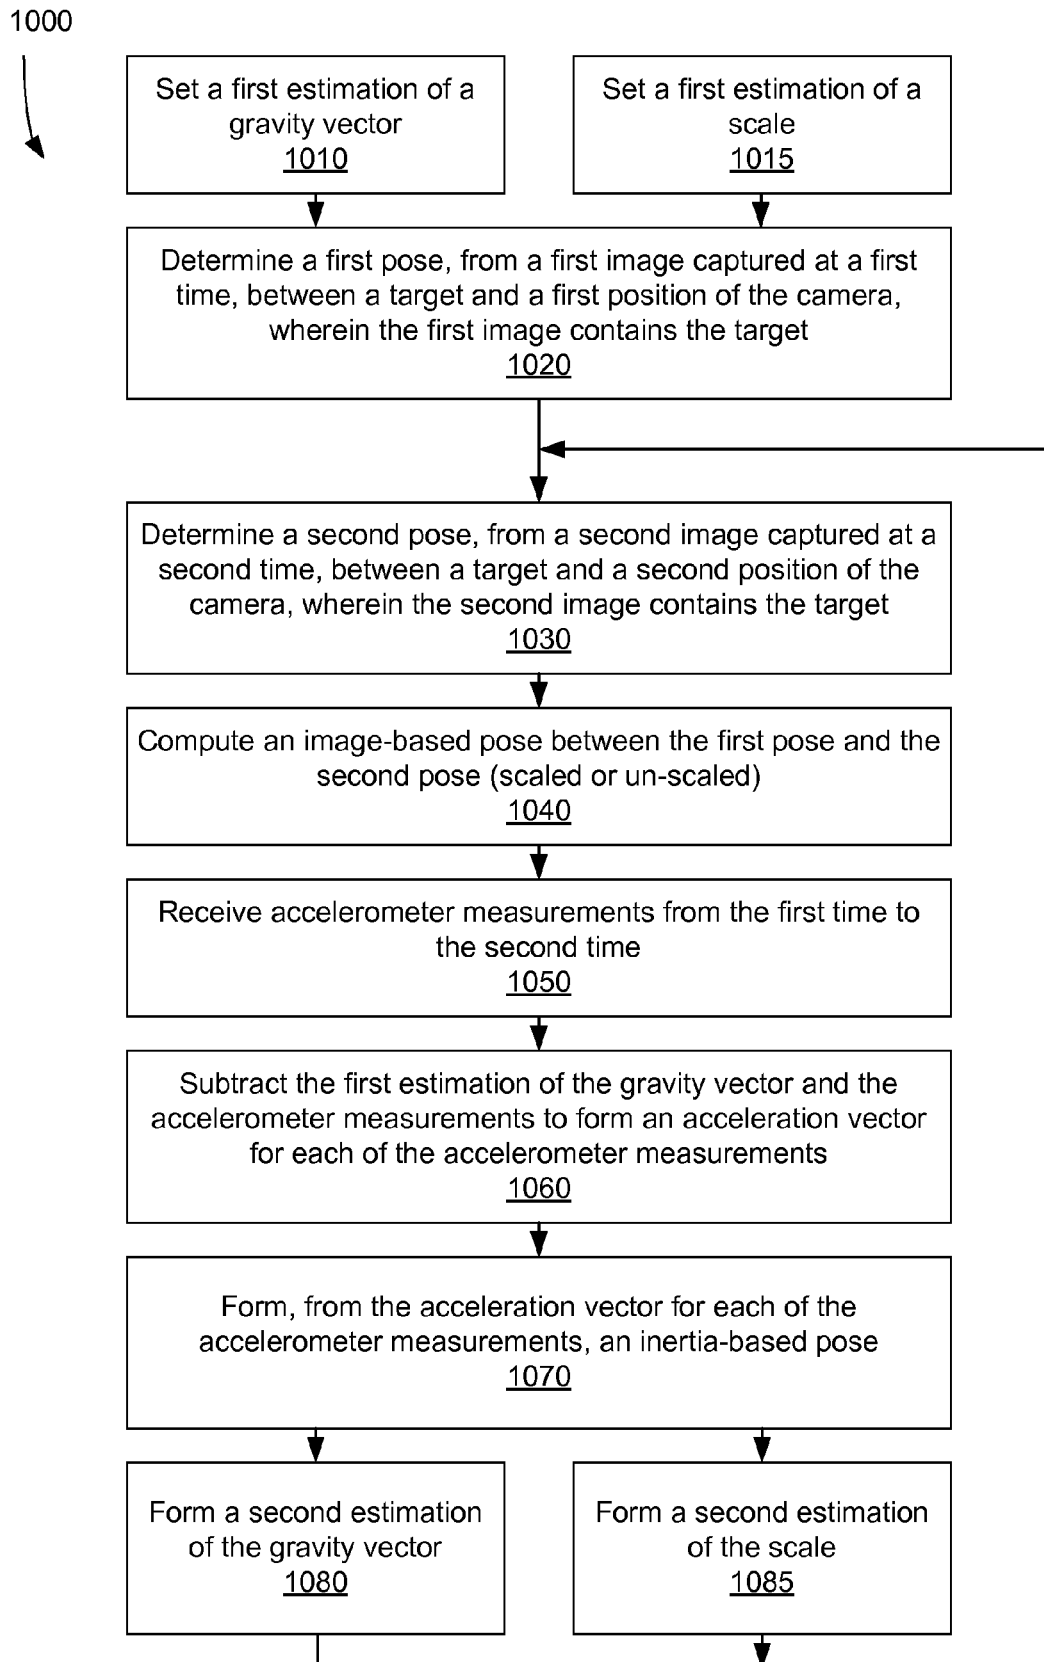 1000
Set a first estimation of a
gravity vector
1010
Set a first estimation of a
scale
1015
Determine a first pose, from a first image captured at a first
time, between a target and a first position of the camera,
wherein the first image contains the target
1020
Determine a second pose, from a second image captured at a
second time, between a target and a second position of the
camera, wherein the second image contains the target
1030
Compute an image-based pose between the first pose and the
second pose (scaled or un-scaled)
1040
Receive accelerometer measurements from the first time to
the second time
1050
Subtract the first estimation of the gravity vector and the
accelerometer measurements to form an acceleration vector
for each of the accelerometer measurements
1060
Form, from the acceleration vector for each of the
accelerometer measurements, an inertia-based pose
1070
Form a second estimation
of the gravity vector
1080
Form a second estimation
of the scale
1085